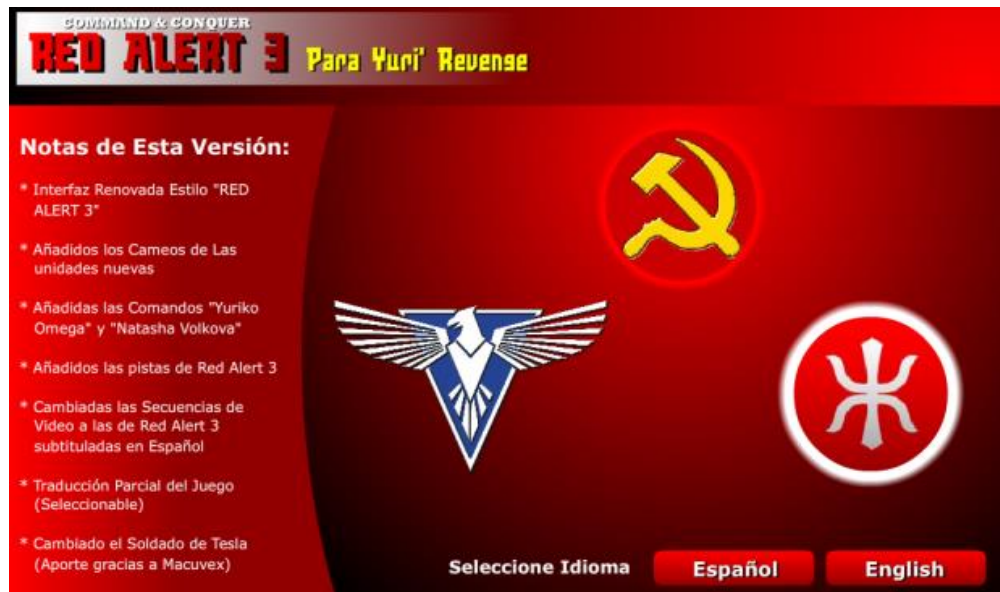 COMMAND & CONQUER
RED ALERT 3 Para Yuri' Revenge
Notas de Esta Versión:
* Interfaz Renovada Estilo "RED
ALERT 3"
* Añadidos los Cameos de Las
unidades nuevas
* Añadidas las Comandos "Yuriko
Omega" y "Natasha Volkova"
* Añadidos las pistas de Red Alert 3
* Cambiadas las Secuencias de
Video a las de Red Alert 3
subtituladas en Español
* Traducción Parcial del Juego
(Seleccionable)
* Cambiado el Soldado de Tesla
(Aporte gracias a Macuvex)
Seleccione Idioma
Español
English